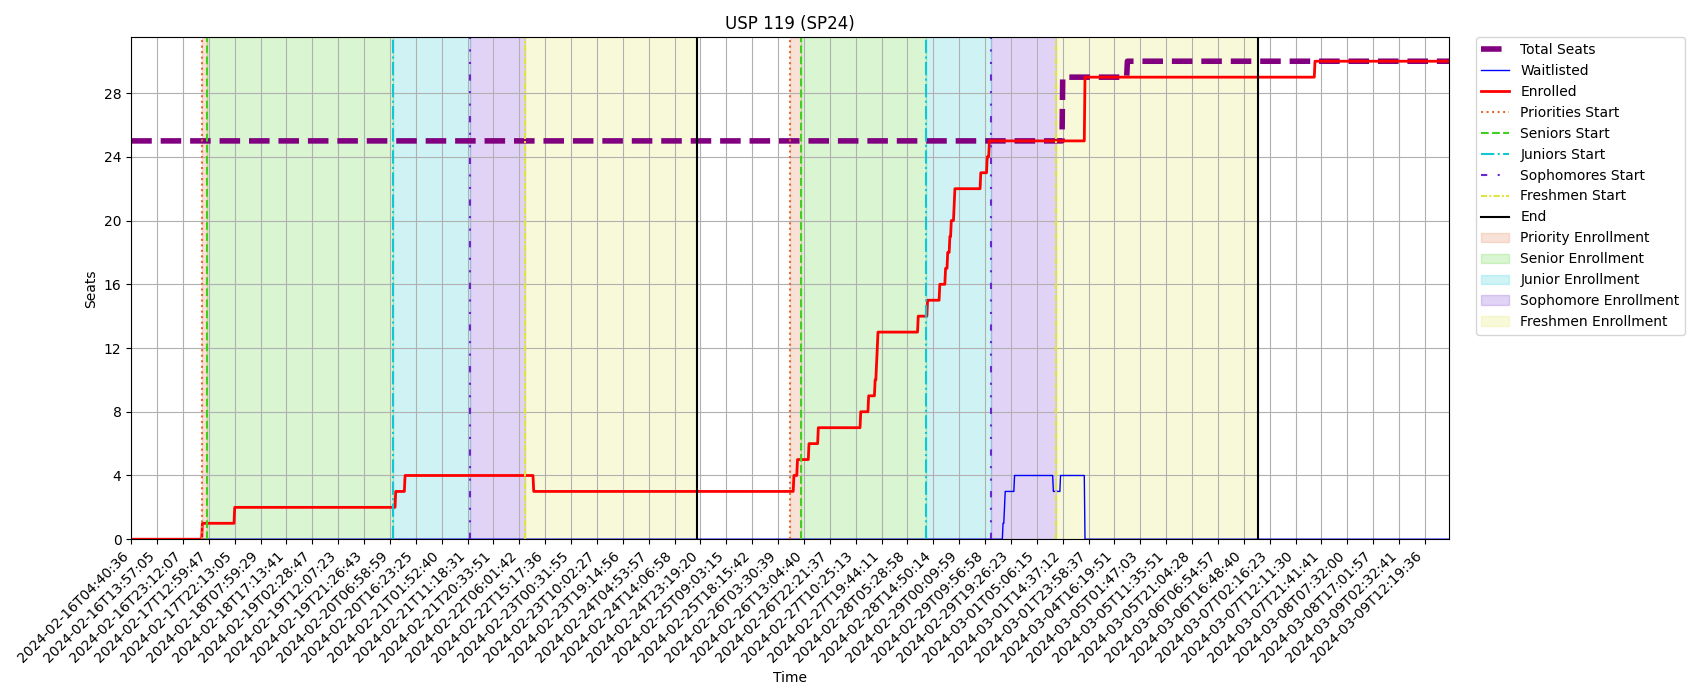 USP 119 (SP24)
Seats
28
24
20
16
12
8
4
0
2024-02-16T04:40:36
2024-02-16T13:57:05
2024-02-16T23:12:07
2024-02-17T12:59:47
2024-02-17T22:13:05
2024-02-18T07:59:29
2024-02-18T17:13:41
2024-02-19T02:28:47
2024-02-19T12:07:23
2024-02-19T21:26:43
2024-02-20T06:58:59
2024-02-20T16:23:25
2024-02-21T01:52:40
2024-02-21T11:18:31
2024-02-21T20:33:51
2024-02-22T06:01:42
2024-02-22T15:17:36
2024-02-23T00:31:55
2024-02-23T10:02:27
2024-02-23T19:14:56
2024-02-24T04:53:57
2024-02-24T14:06:58
2024-02-24T23:19:20
2024-02-25T09:03:15
2024-02-25T18:15:42
2024-02-26T03:30:39
2024-02-26T13:04:40
2024-02-26T22:21:37
2024-02-27T10:25:13
2024-02-27T19:44:11
2024-02-28T05:28:58
2024-02-28T14:50:14
2024-02-29T00:09:59
2024-02-29T09:56:58
2024-02-29T19:26:23
2024-03-01T05:06:15
2024-03-01T14:37:12
2024-03-01T23:58:37
2024-03-04T16:19:51
2024-03-05T01:47:03
2024-03-05T11:35:51
2024-03-05T21:04:28
2024-03-06T06:54:57
2024-03-06T16:48:40
2024-03-07T02:16:23
2024-03-07T12:11:30
2024-03-07T21:41:41
2024-03-08T07:32:00
2024-03-08T17:01:57
2024-03-09T02:32:41
2024-03-09T12:19:36
Time
Total Seats
Waitlisted
Enrolled
Priorities Start
Seniors Start
Juniors Start
Sophomores Start
Freshmen Start
End
Priority Enrollment
Senior Enrollment
Junior Enrollment
Sophomore Enrollment
Freshmen Enrollment